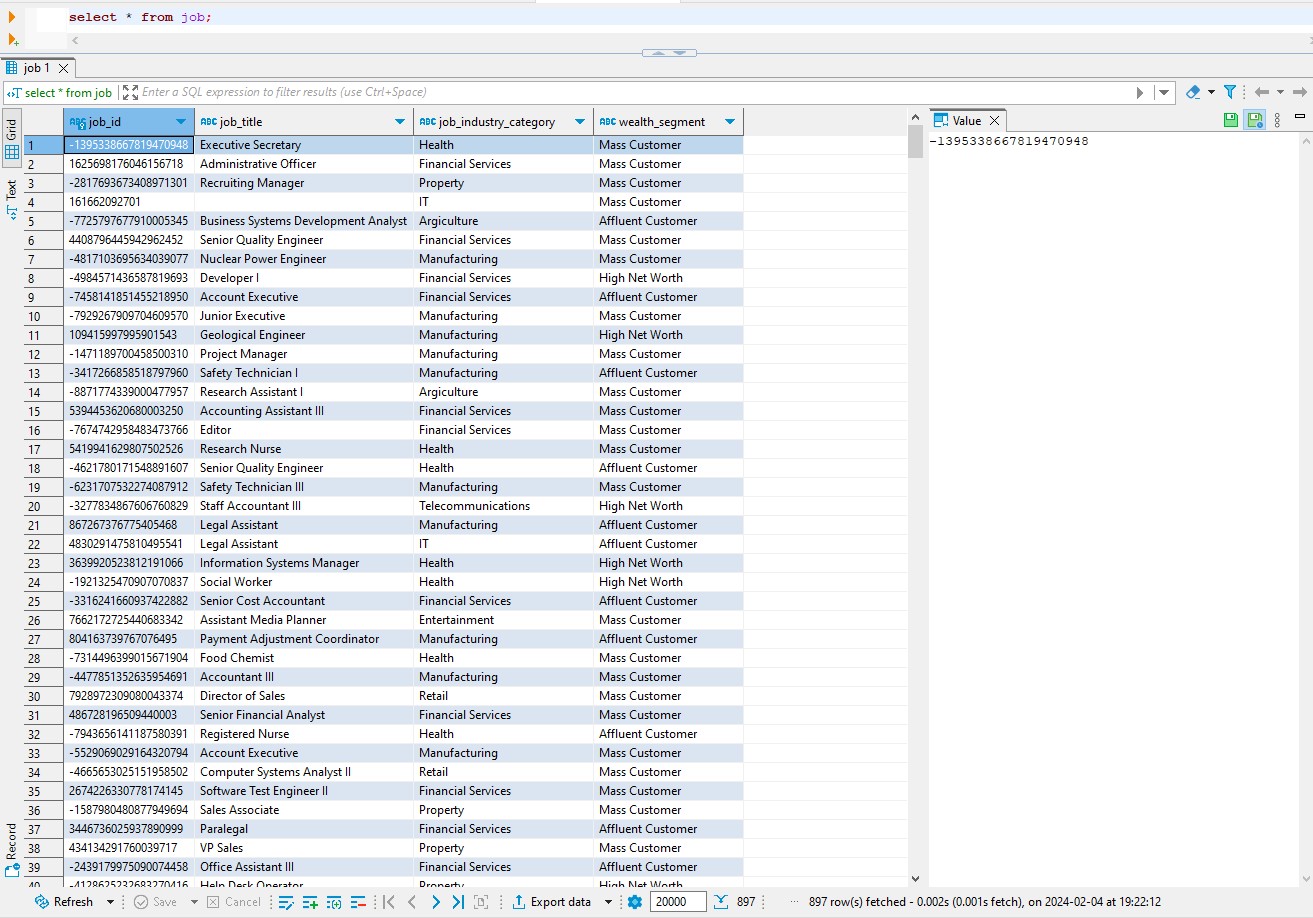 select * from job;
job 1
select * from job Enter a SQL expression to filter results (use Ctrl+Space)
Grid
Text
Record
ABC job_id ABC job_title ABC job_industry_category ABC wealth_segment
1 -1395338667819470948 Executive Secretary Health Mass Customer
2 1625698176046156718 Administrative Officer Financial Services Mass Customer
3 -2817693673408971301 Recruiting Manager Property Mass Customer
4 161662092701 IT Mass Customer
5 -7725797677910005345 Business Systems Development Analyst Argiculture Affluent Customer
6 4408796445942962452 Senior Quality Engineer Financial Services Mass Customer
7 -4817103695634039077 Nuclear Power Engineer Manufacturing Mass Customer
8 -4984571436587819693 Developer I Financial Services High Net Worth
9 -7458141851455218950 Account Executive Financial Services Affluent Customer
10 -7929267909704609570 Junior Executive Manufacturing Mass Customer
11 109415997995901543 Geological Engineer Manufacturing High Net Worth
12 -1471189700458500310 Project Manager Manufacturing Mass Customer
13 -3417266858518797960 Safety Technician I Manufacturing Affluent Customer
14 -8871774339000477957 Research Assistant I Argiculture Mass Customer
15 5394453620680003250 Accounting Assistant III Financial Services Mass Customer
16 -7674742958483473766 Editor Financial Services Mass Customer
17 5419941629807502526 Research Nurse Health Mass Customer
18 -4621780171548891607 Senior Quality Engineer Health Affluent Customer
19 -6231707532274087912 Safety Technician III Manufacturing Mass Customer
20 -3277834867606760829 Staff Accountant III Telecommunications High Net Worth
21 867267376775405468 Legal Assistant Manufacturing Affluent Customer
22 4830291475810495541 Legal Assistant IT Affluent Customer
23 3639920523812191066 Information Systems Manager Health High Net Worth
24 -1921325470907070837 Social Worker Health High Net Worth
25 -3316241660937422882 Senior Cost Accountant Financial Services Affluent Customer
26 7662172725440683342 Assistant Media Planner Entertainment Mass Customer
27 804163739767076495 Payment Adjustment Coordinator Manufacturing Affluent Customer
28 -7314496399015671904 Food Chemist Health Mass Customer
29 -4477851352635954691 Accountant III Manufacturing Mass Customer
30 7928972309080043374 Director of Sales Retail Mass Customer
31 486728196509440003 Senior Financial Analyst Financial Services Mass Customer
32 -7943656141187580391 Registered Nurse Health Affluent Customer
33 -5529069029164320794 Account Executive Manufacturing Mass Customer
34 -4665653025151958502 Computer Systems Analyst II Retail Mass Customer
35 2674226330778174145 Software Test Engineer II Financial Services Mass Customer
36 -1587980480877949694 Sales Associate Property Mass Customer
37 3446736025937890999 Paralegal Financial Services Affluent Customer
38 434134291760039717 VP Sales Property Mass Customer
39 -2439179975090074458 Office Assistant III Financial Services Affluent Customer
40 -4128625232683270416 Help Desk Operator Property High Net Worth
Value
-1395338667819470948
Refresh Save Cancel Export data 20000 897 897 row(s) fetched - 0.002s (0.001s fetch), on 2024-02-04 at 19:22:12